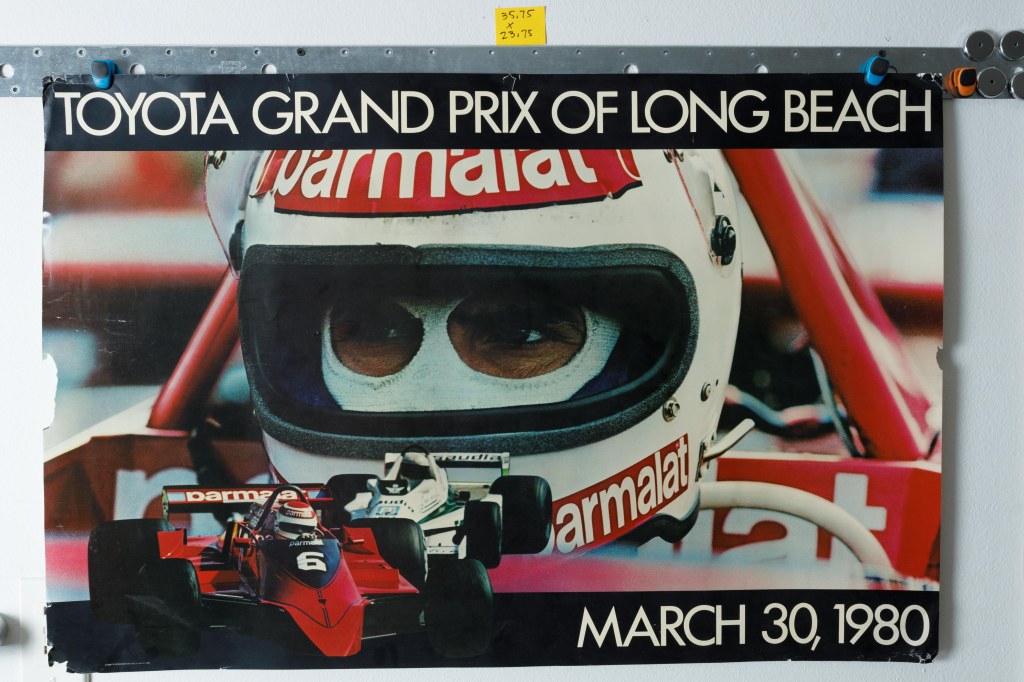 35.75
x
23.75
TOYOTA GRAND PRIX OF LONG BEACH
parmalat
parmalat
parmalat
6
MARCH 30, 1980